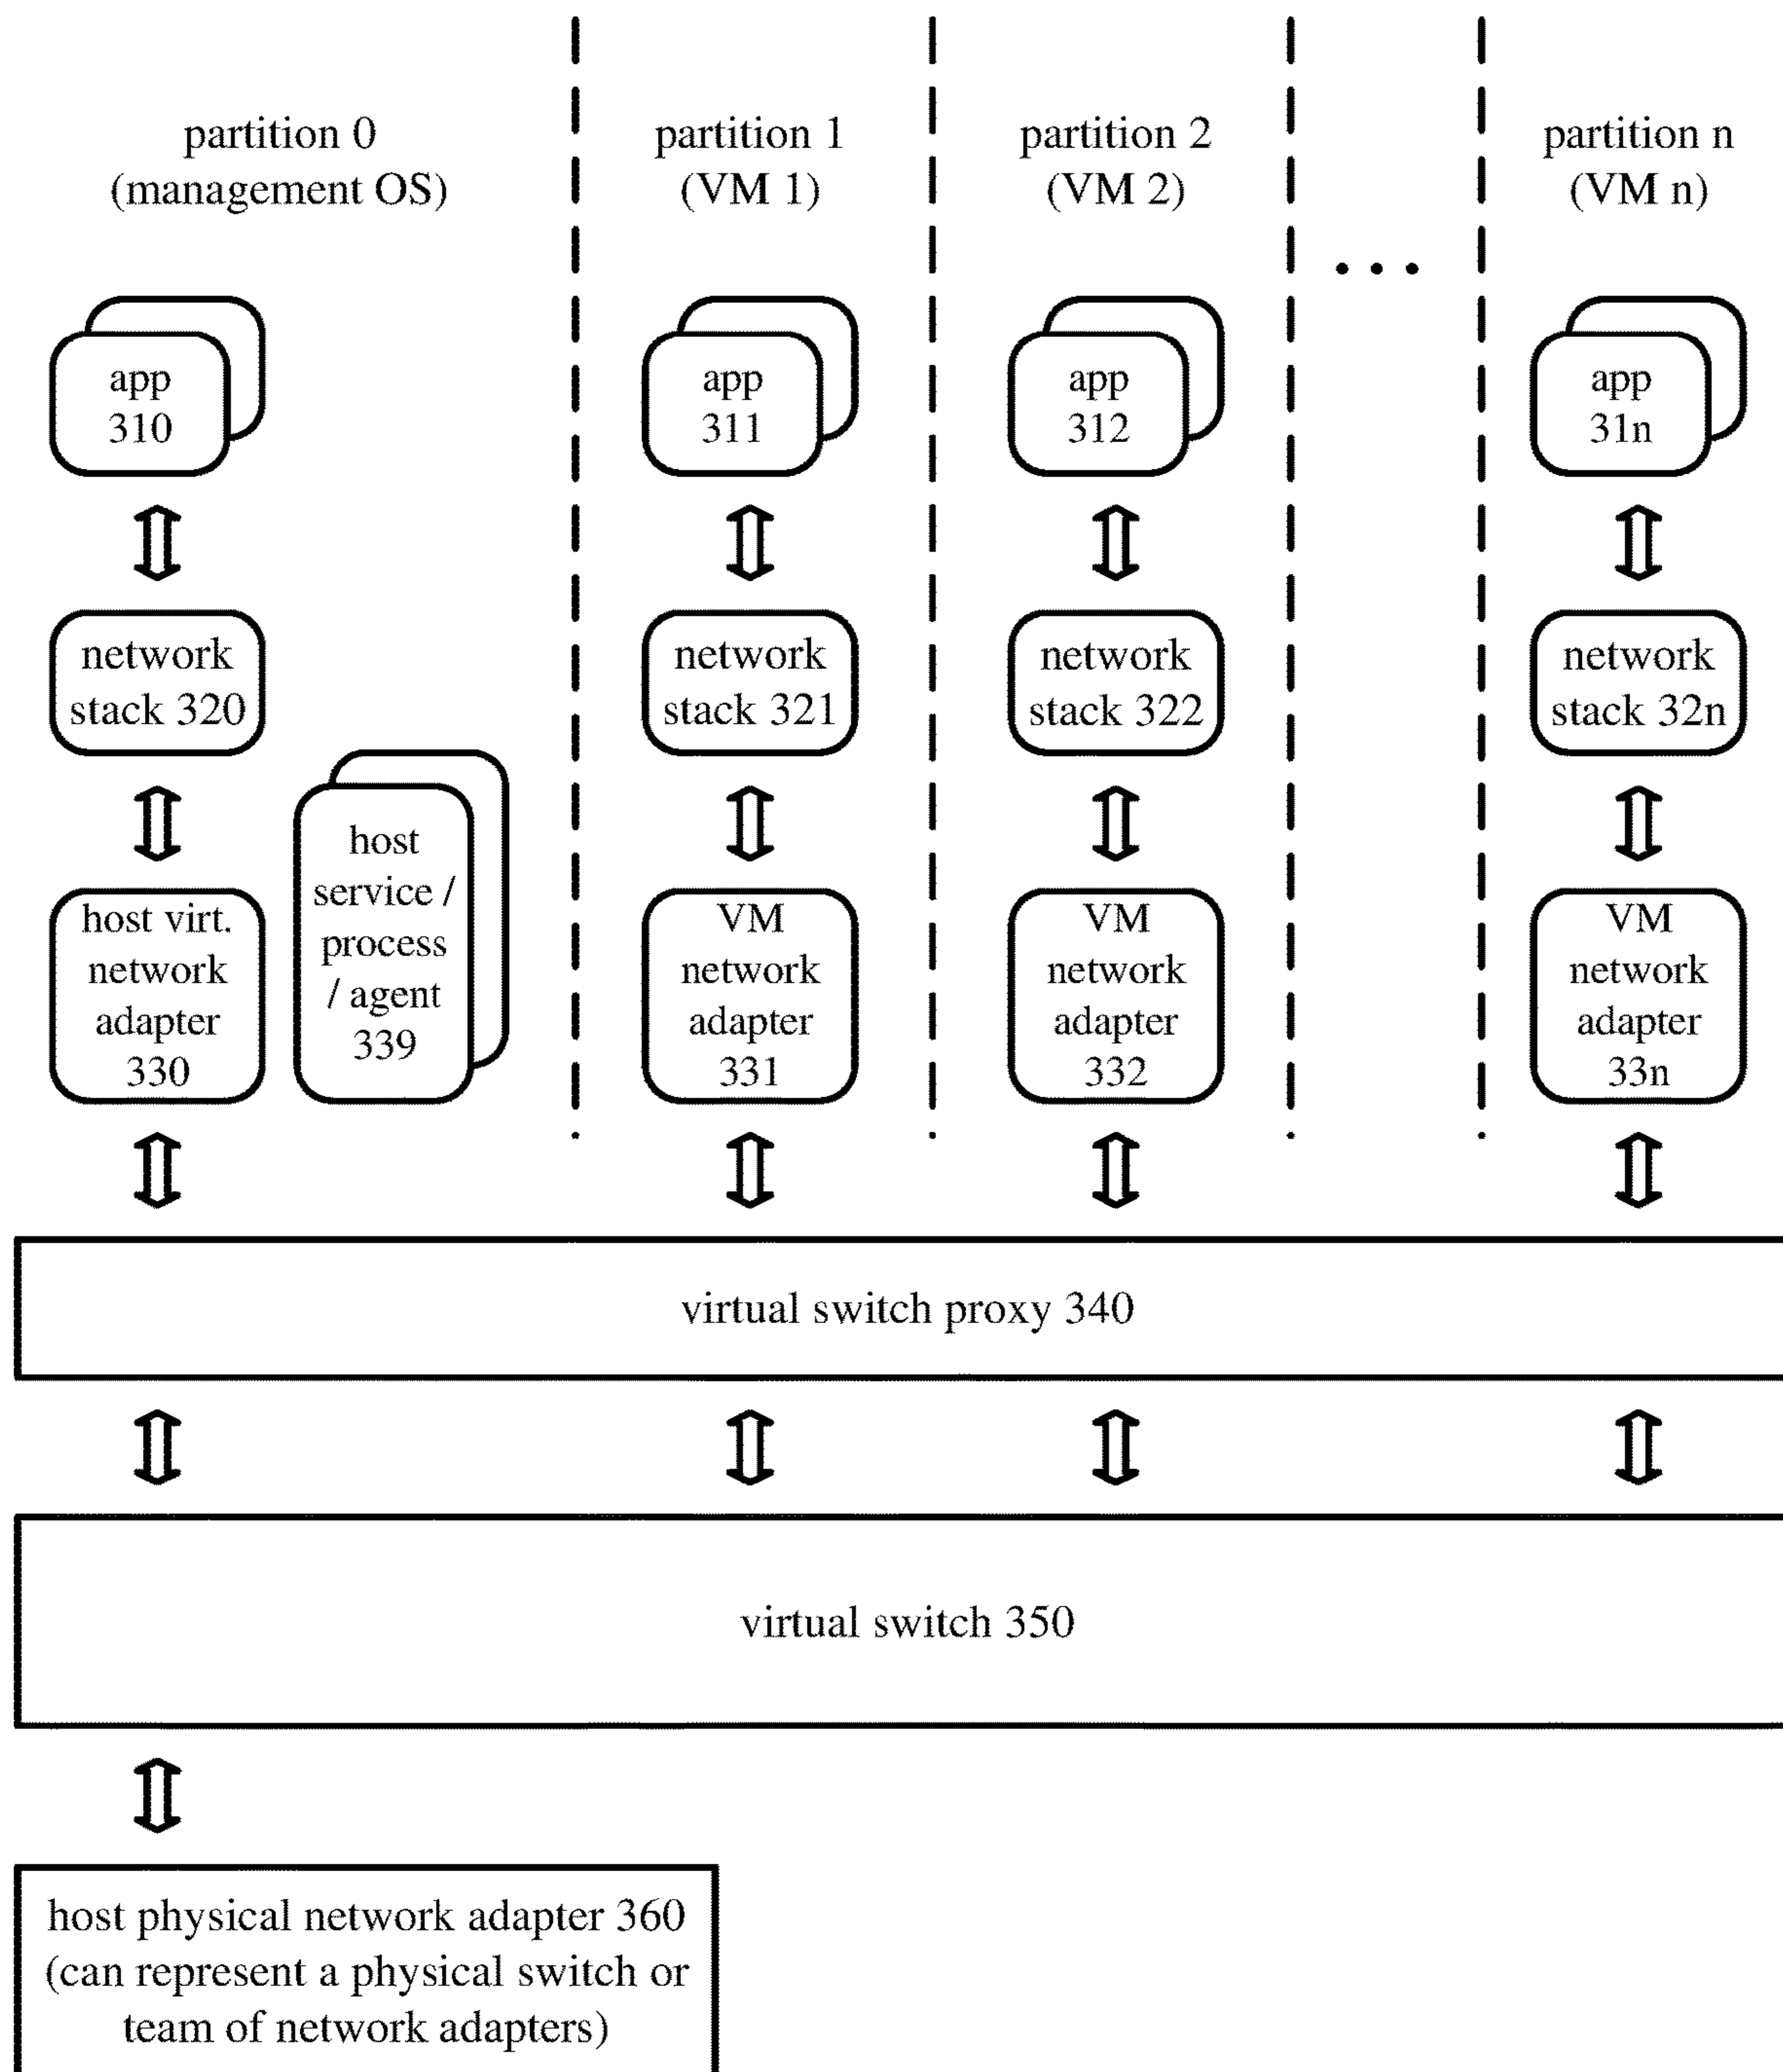 partition 0
(management OS)
partition 1
(VM 1)
partition 2
(VM 2)
. . .
partition n
(VM n)
app
310
app
311
app
312
app
31n
network
stack 320
network
stack 321
network
stack 322
network
stack 32n
host virt.
network
adapter
330
host
service /
process
/ agent
339
VM
network
adapter
331
VM
network
adapter
332
VM
network
adapter
33n
virtual switch proxy 340
virtual switch 350
host physical network adapter 360
(can represent a physical switch or
team of network adapters)